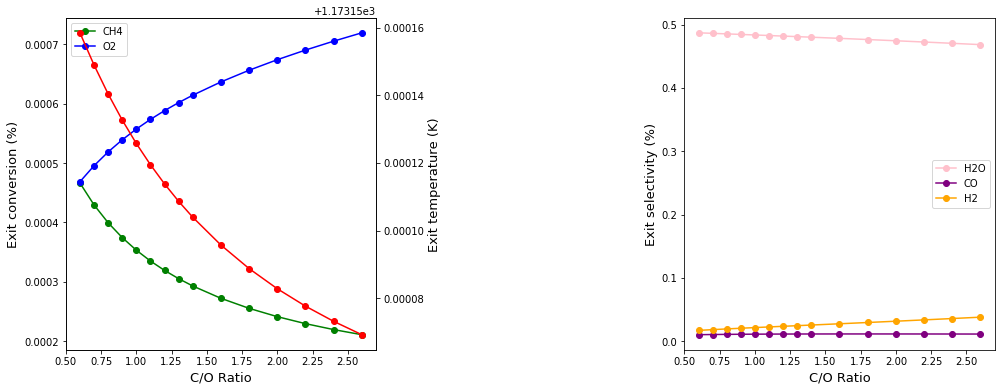 +1.17315e3
CH4
O2
0.0007
0.0006
0.0005
0.0004
0.0003
0.0002
Exit conversion (%)
0.00016
0.00014
0.00012
0.00010
0.00008
Exit temperature (K)
0.50 0.75 1.00 1.25 1.50 1.75 2.00 2.25 2.50
C/O Ratio
0.5
0.4
0.3
0.2
0.1
0.0
Exit selectivity (%)
H2O
CO
H2
0.50 0.75 1.00 1.25 1.50 1.75 2.00 2.25 2.50
C/O Ratio